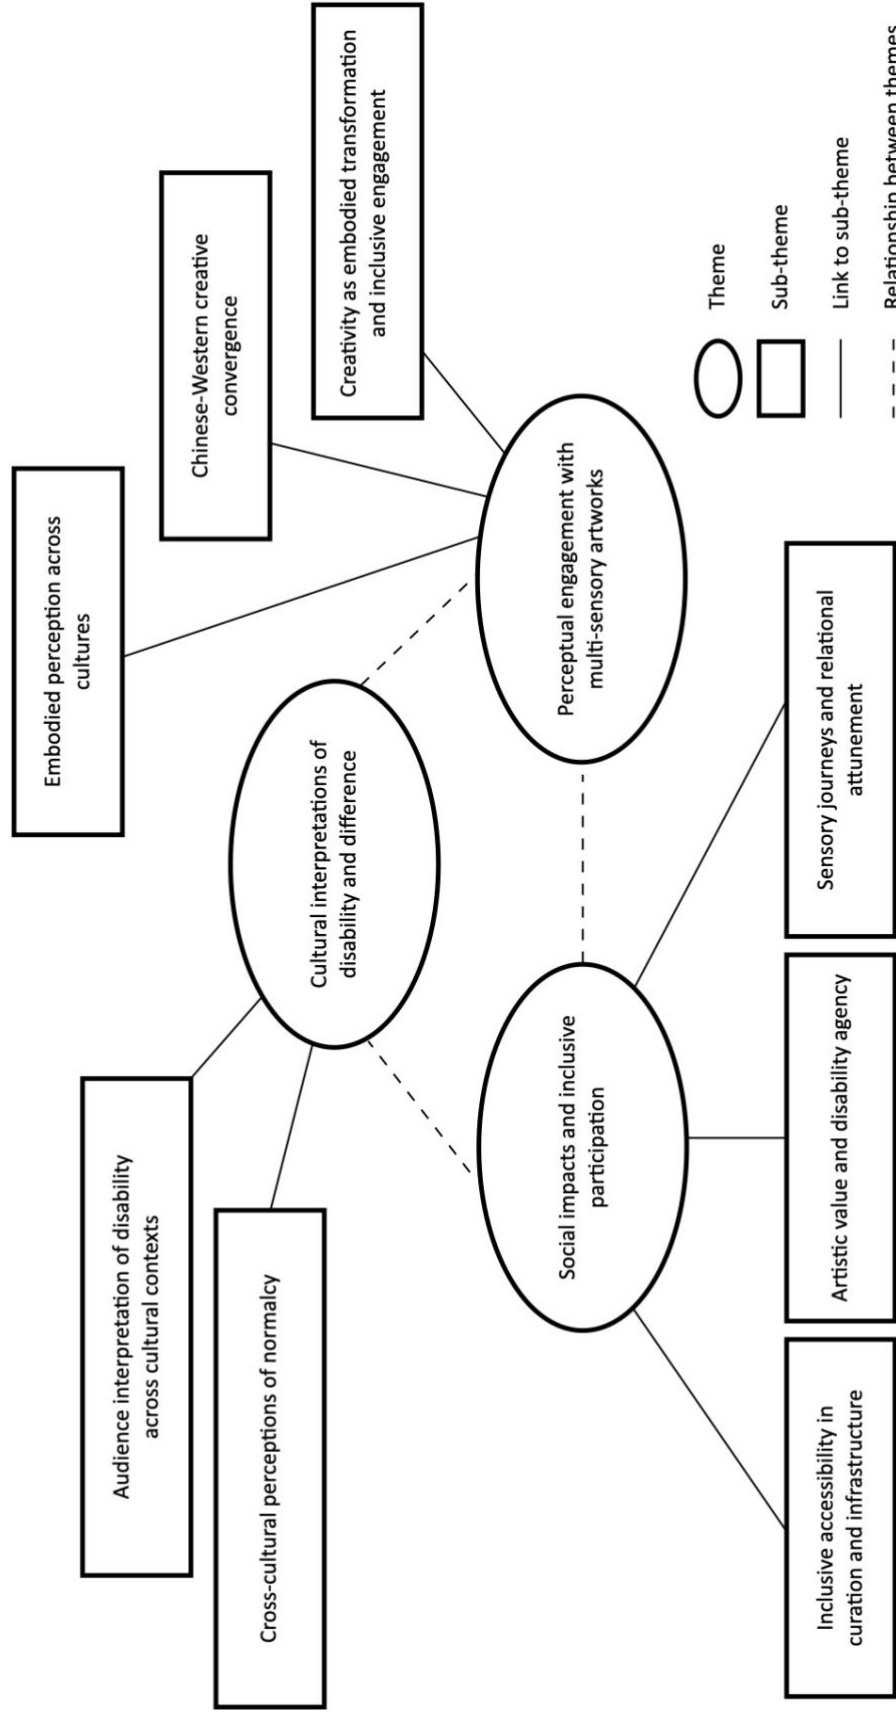 Embodied perception across
cultures
Audience interpretation of disability
across cultural contexts
Chinese-Western creative
convergence
Cross-cultural perceptions of normalcy
Cultural interpretations of
disability and difference
Creativity as embodied transformation
and inclusive engagement
Social impacts and inclusive
participation
Perceptual engagement with
multi-sensory artworks
Inclusive accessibility in
curation and infrastructure
Artistic value and disability agency
Sensory journeys and relational
attunement
Theme
Sub-theme
Link to sub-theme
Relationship between themes